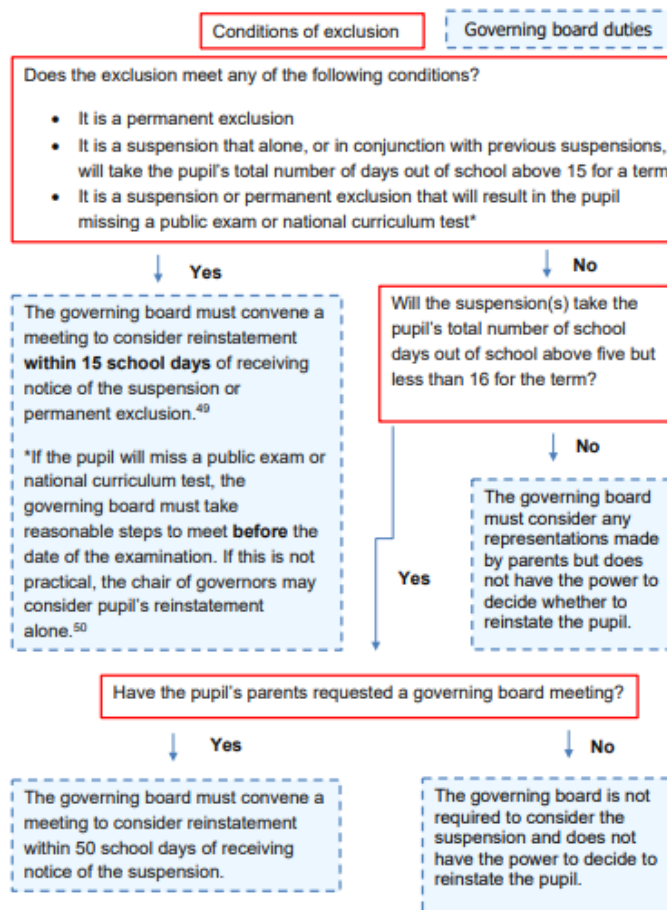 Conditions of exclusion
Governing board duties
Does the exclusion meet any of the following conditions?
• It is a permanent exclusion
• It is a suspension that alone, or in conjunction with previous suspensions,
will take the pupil's total number of days out of school above 15 for a term
• It is a suspension or permanent exclusion that will result in the pupil
missing a public exam or national curriculum test*
Yes
No
The governing board must convene a
meeting to consider reinstatement
within 15 school days of receiving
notice of the suspension or
permanent exclusion.49
*If the pupil will miss a public exam or
national curriculum test, the
governing board must take
reasonable steps to meet before the
date of the examination. If this is not
practical, the chair of governors may
consider pupil's reinstatement
alone.50
Will the suspension(s) take the
pupil's total number of school
days out of school above five but
less than 16 for the term?
No
The governing board
must consider any
representations made
by parents but does
not have the power to
decide whether to
reinstate the pupil.
Yes
Have the pupil's parents requested a governing board meeting?
Yes
No
The governing board must convene a
meeting to consider reinstatement
within 50 school days of receiving
notice of the suspension.
The governing board is not
required to consider the
suspension and does not
have the power to decide to
reinstate the pupil.